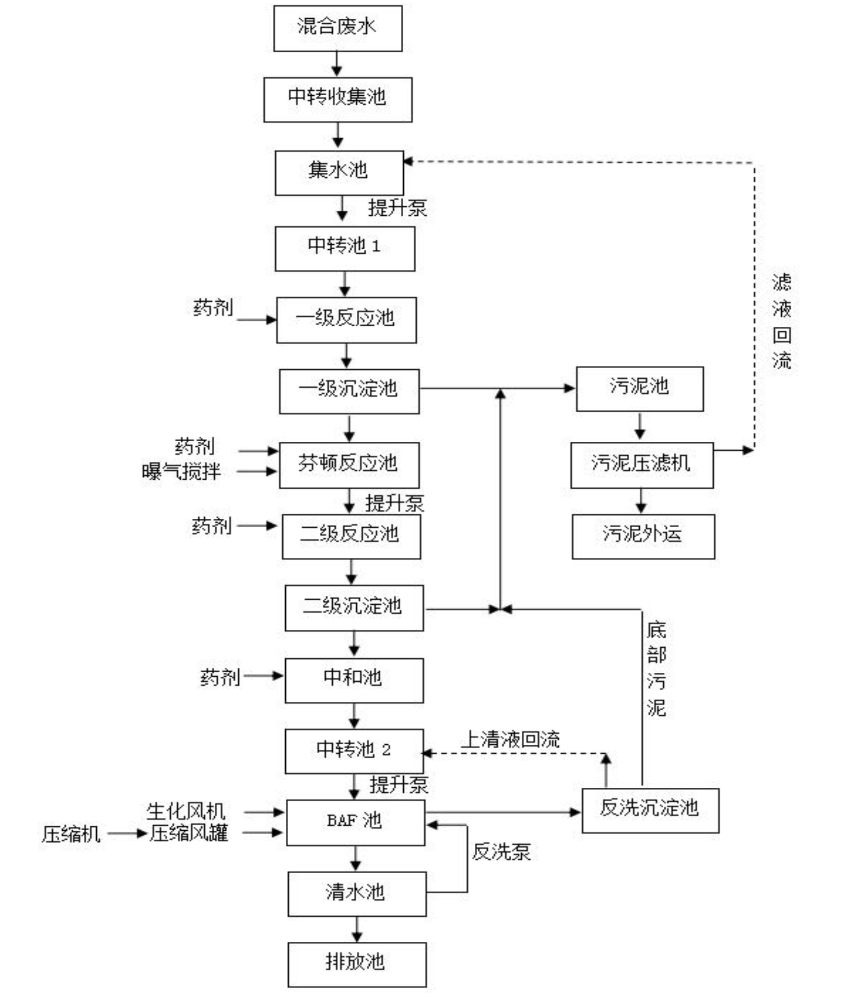 混合废水
中转收集池
集水池
提升泵
中转池 1
滤液回流
药剂
一级反应池
一级沉淀池
污泥池
药剂
曝气搅拌
芬顿反应池
污泥压滤机
提升泵
药剂
二级反应池
污泥外运
二级沉淀池
底部污泥
药剂
中和池
上清液回流
中转池 2
提升泵
生化风机
BAF 池
反洗沉淀池
压缩机
压缩风罐
反洗泵
清水池
排放池